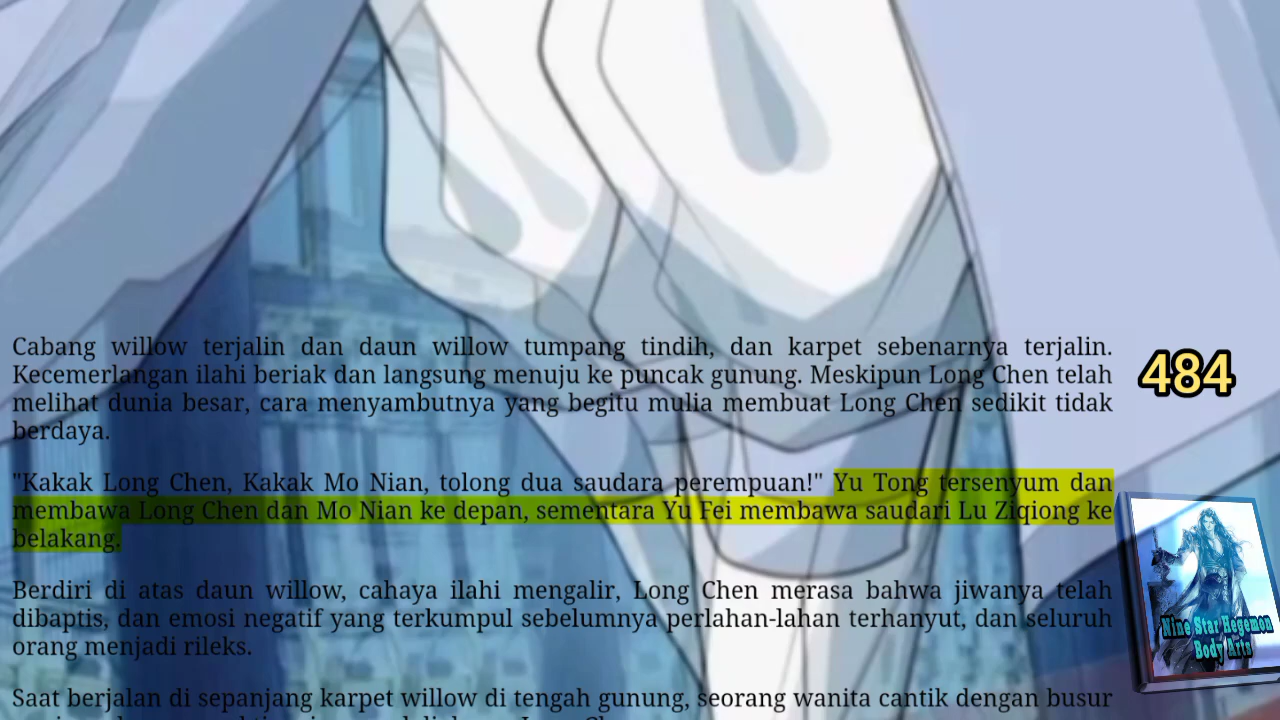 Cabang willow terjalin dan daun willow tumpang tindih, dan karpet sebenarnya terjalin.
Kecemerlangan ilahi beriak dan langsung menuju ke puncak gunung. Meskipun Long Chen telah
melihat dunia besar, cara menyambutnya yang begitu mulia membuat Long Chen sedikit tidak
berdaya.
"Kakak Long Chen, Kakak Mo Nian, tolong dua saudara perempuan!" Yu Tong tersenyum dan
membawa Long Chen dan Mo Nian ke depan, sementara Yu Fei membawa saudari Lu Ziqiong ke
belakang.
Berdiri di atas daun willow, cahaya ilahi mengalir, Long Chen merasa bahwa jiwanya telah
dibaptis, dan emosi negatif yang terkumpul sebelumnya perlahan-lahan terhanyut, dan seluruh
orang menjadi rileks.
Saat berjalan di sepanjang karpet willow di tengah gunung, seorang wanita cantik dengan busur
484
Nine Star Hegemon
Body Arts